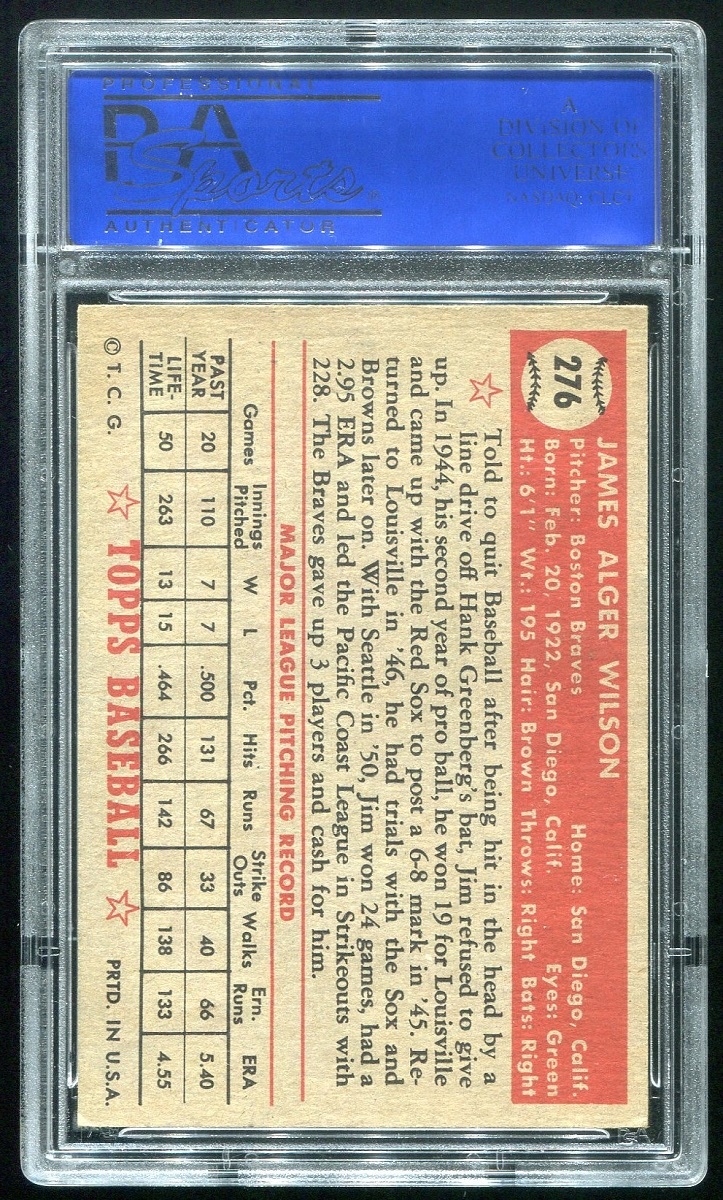 PROFESSIONAL
PSA
Sports
AUTHENTICATOR
A
DIVISION OF
COLLECTORS
UNIVERSE
NASDAQ: CLCT
276
JAMES ALGER WILSON
Pitcher: Boston Braves Home: San Diego, Calif.
Born: Feb. 20, 1922, San Diego, Calif. Eyes: Green
Ht.: 6'1" Wt.: 195 Hair: Brown Throws: Right Bats: Right
Told to quit Baseball after being hit in the head by a
line drive off Hank Greenberg's bat, Jim refused to give
up. In 1944, his second year of pro ball, he won 19 for Louisville
and came up with the Red Sox to post a 6-8 mark in '45. Re-
turned to Louisville in '46, he had trials with the Sox and
Browns later on. With Seattle in '50, Jim won 24 games, had a
2.95 ERA and led the Pacific Coast League in Strikeouts with
228. The Braves gave up 3 players and cash for him.
MAJOR LEAGUE PITCHING RECORD
Games Innings Pitched W L Pct. Hits Runs Strike Outs Walks Ern. Runs ERA
PAST YEAR 20 110 7 7 .500 131 67 33 40 66 5.40
LIFE-TIME 50 263 13 15 .464 266 142 86 138 133 4.55
© T. C. G. TOPPS BASEBALL PRTD. IN U.S.A.